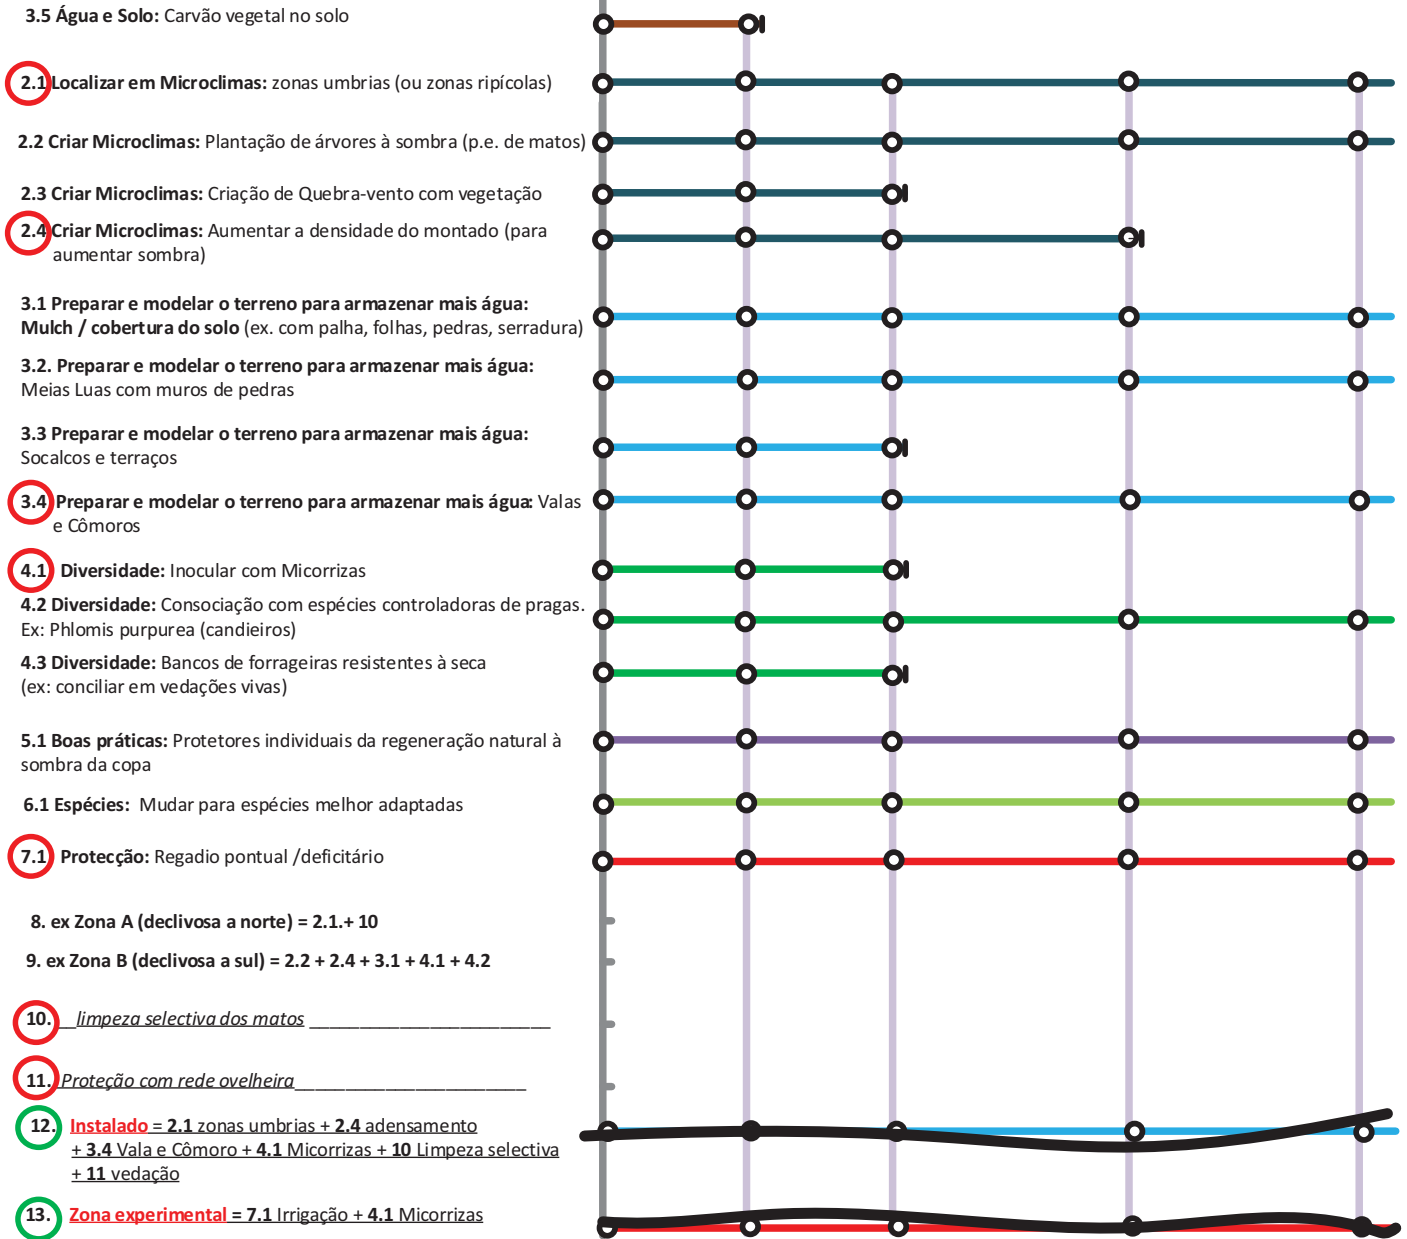 3.5 Água e Solo: Carvão vegetal no solo
2.1 Localizar em Microclimas: zonas umbrias (ou zonas ripícolas)
2.2 Criar Microclimas: Plantação de árvores à sombra (p.e. de matos)
2.3 Criar Microclimas: Criação de Quebra-vento com vegetação
2.4 Criar Microclimas: Aumentar a densidade do montado (para
aumentar sombra)
3.1 Preparar e modelar o terreno para armazenar mais água:
Mulch / cobertura do solo (ex. com palha, folhas, pedras, serradura)
3.2. Preparar e modelar o terreno para armazenar mais água:
Meias Luas com muros de pedras
3.3 Preparar e modelar o terreno para armazenar mais água:
Socalcos e terraços
3.4 Preparar e modelar o terreno para armazenar mais água: Valas
e Cômoros
4.1 Diversidade: Inocular com Micorrizas
4.2 Diversidade: Consociação com espécies controladoras de pragas.
Ex: Phlomis purpurea (candieiros)
4.3 Diversidade: Bancos de forrageiras resistentes à seca
(ex: conciliar em vedações vivas)
5.1 Boas práticas: Protetores individuais da regeneração natural à
sombra da copa
6.1 Espécies: Mudar para espécies melhor adaptadas
7.1 Protecção: Regadio pontual /deficitário
8. ex Zona A (declivosa a norte) = 2.1.+ 10
9. ex Zona B (declivosa a sul) = 2.2 + 2.4 + 3.1 + 4.1 + 4.2
10. __limpeza selectiva dos matos ________________________
11. Proteção com rede ovelheira_______________________
12. Instalado = 2.1 zonas umbrias + 2.4 adensamento
+ 3.4 Vala e Cômoro + 4.1 Micorrizas + 10 Limpeza selectiva
+ 11 vedação
13. Zona experimental = 7.1 Irrigação + 4.1 Micorrizas